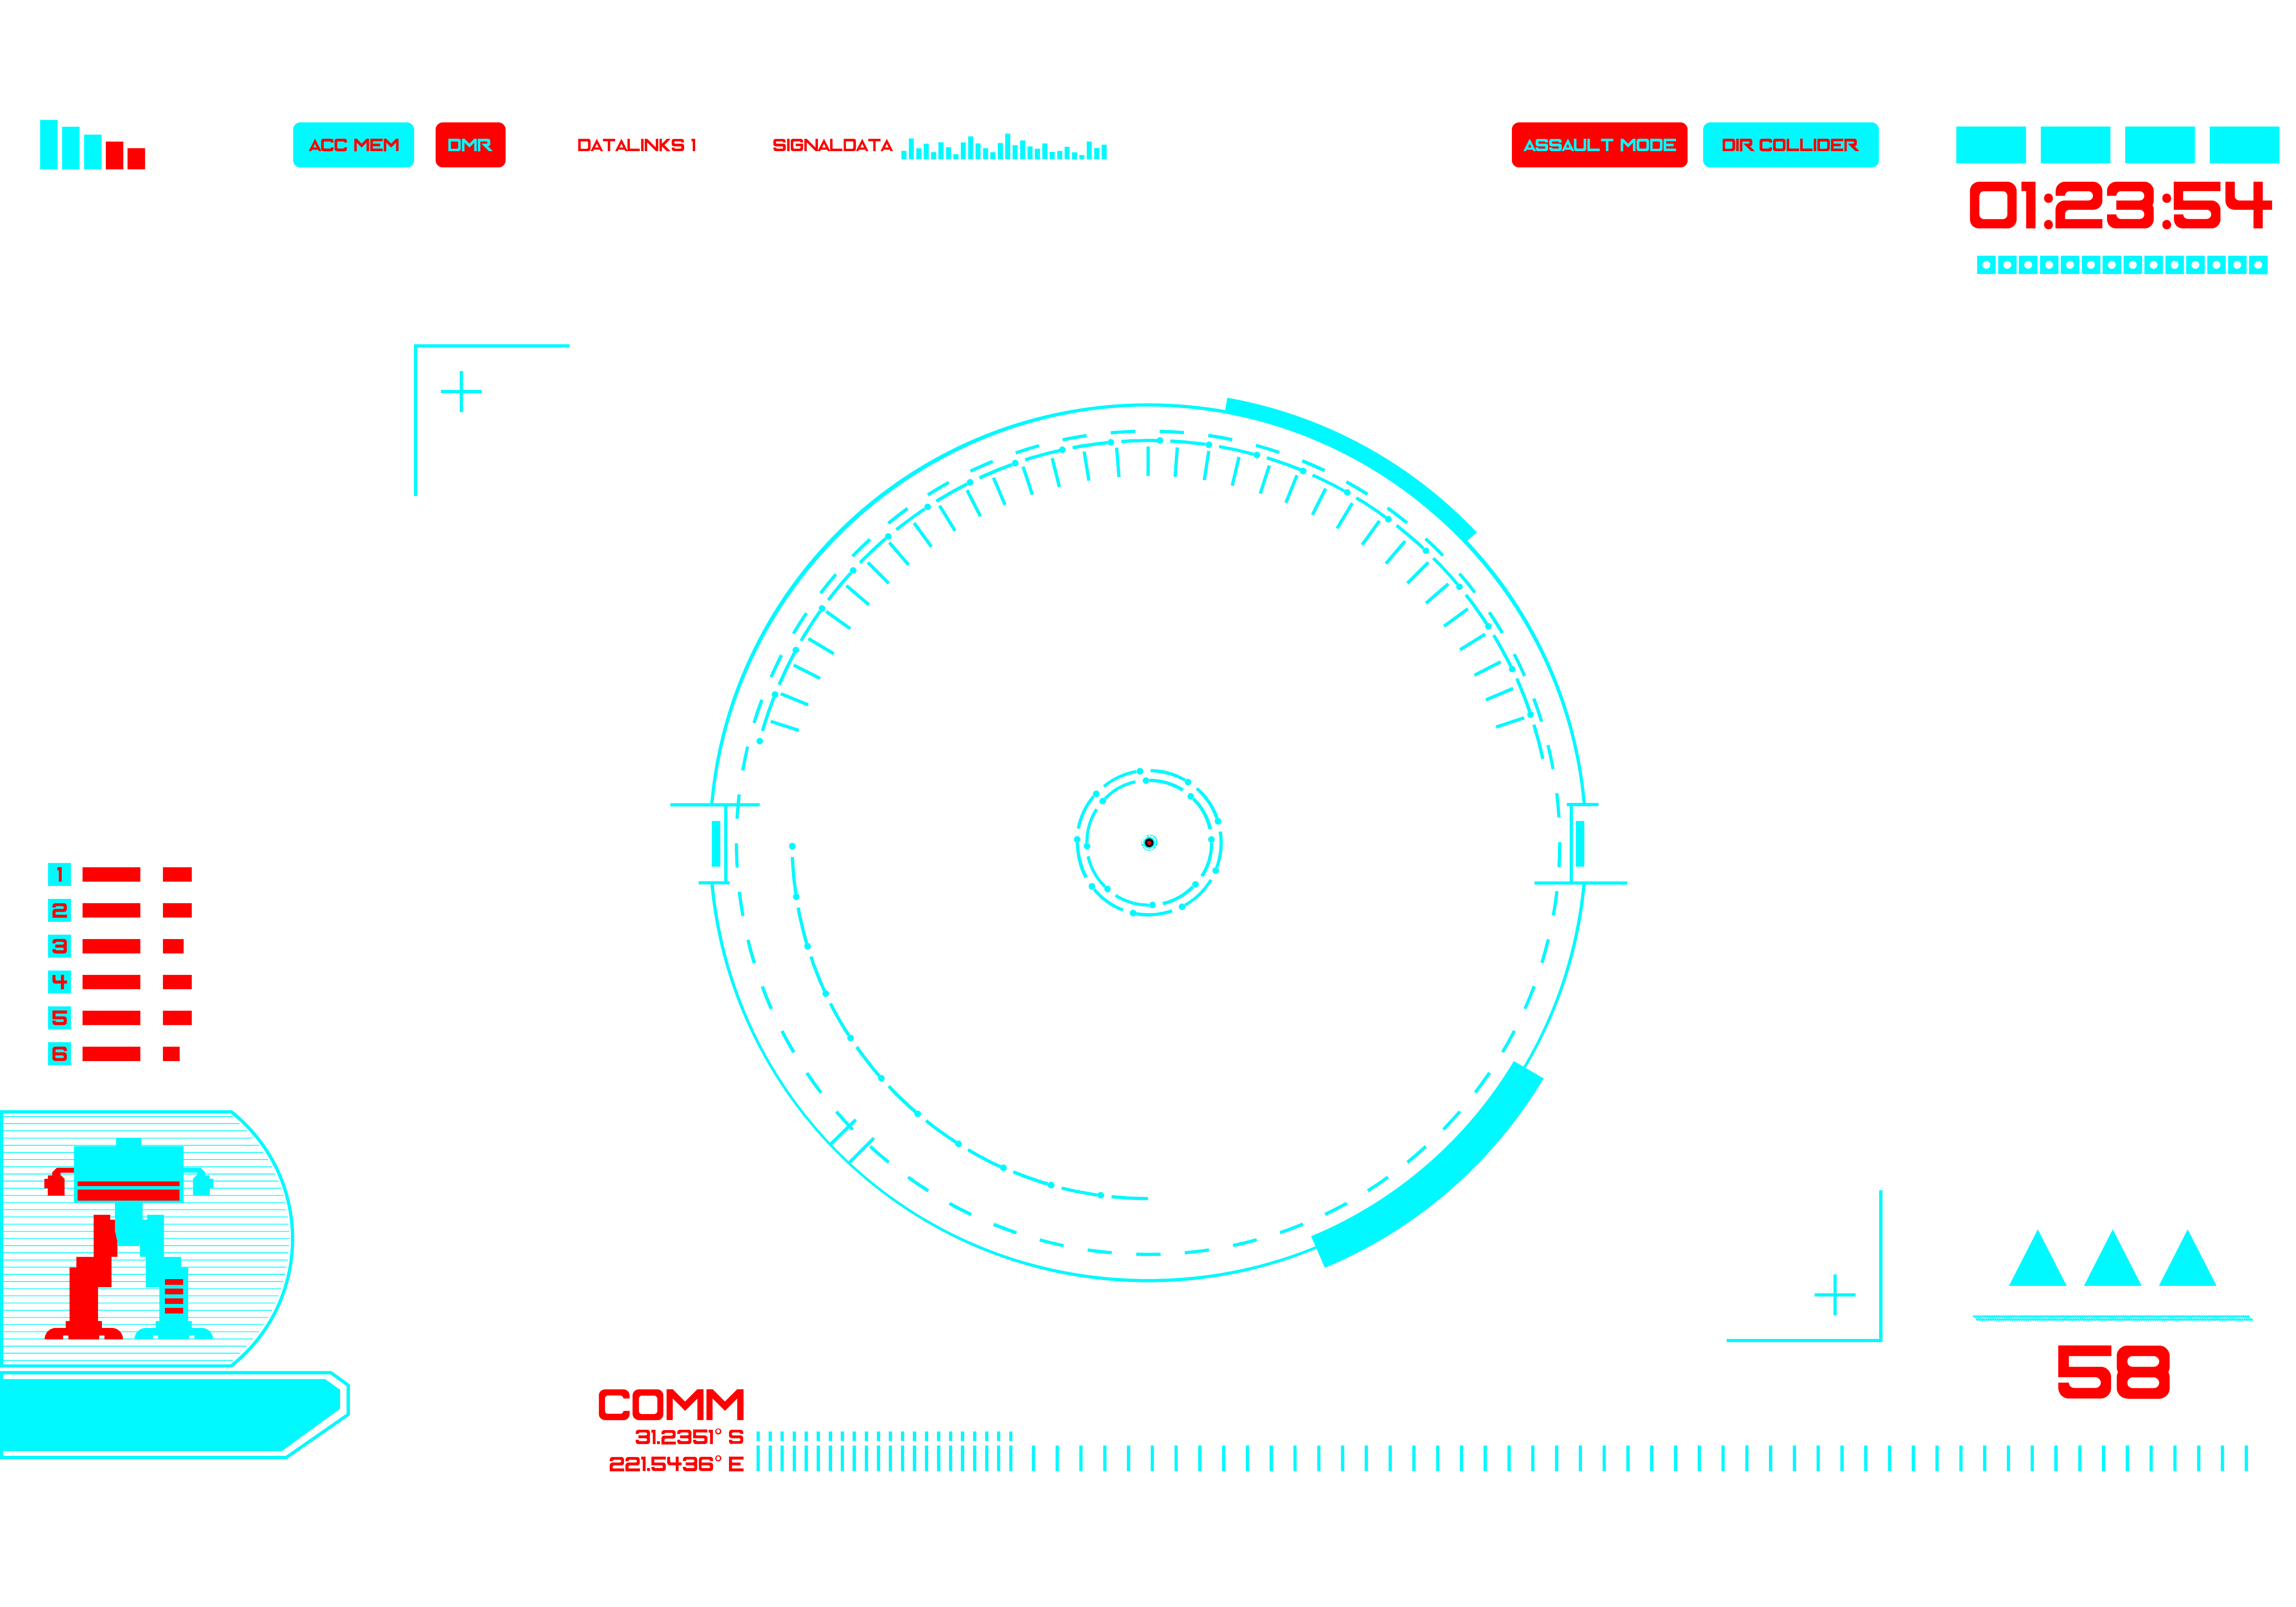 ACC MEM DMR DATALINKS 1 SIGNALDATA ASSAULT MODE DIR COLLIDER
01:23:54
1
2
3
4
5
6
58
COMM
31.2351° S
221.5436° E